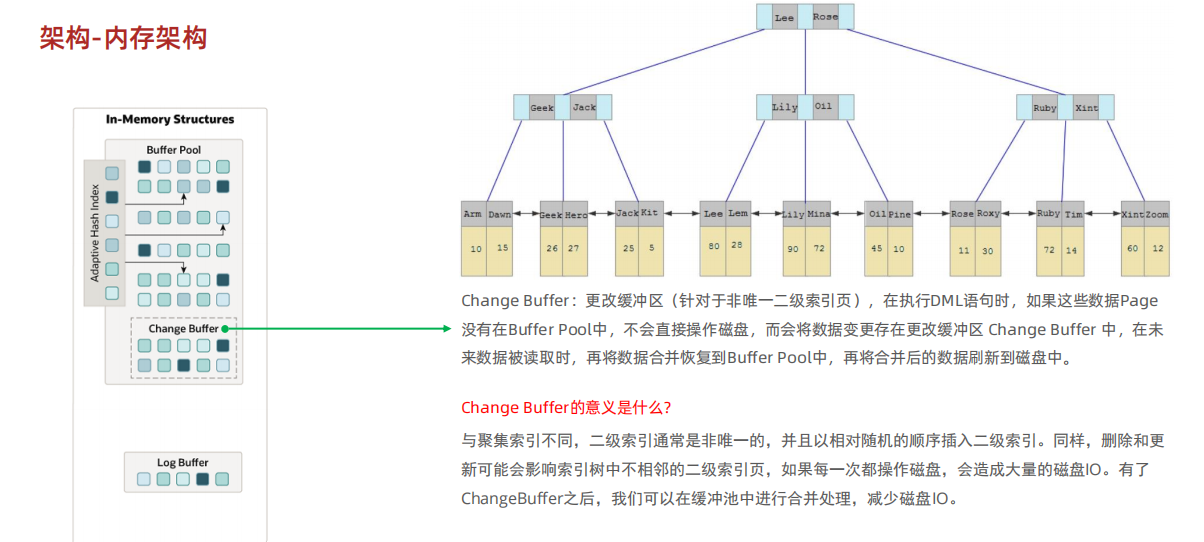 架构-内存架构
In-Memory Structures
Buffer Pool
Adaptive Hash Index
Change Buffer
Log Buffer
Lee Rose
Geek Jack
Lily Oil
Ruby Xint
Arm Dawn Geek Hero Jack Kit Lee Lem Lily Mina Oil Pine Rose Roxy Ruby Tim Xint Zoom
10 15 26 27 25 5 80 28 90 72 45 10 11 30 72 14 60 12
Change Buffer：更改缓冲区（针对于非唯一二级索引页），在执行DML语句时，如果这些数据Page
没有在Buffer Pool中，不会直接操作磁盘，而会将数据变更存在更改缓冲区 Change Buffer 中，在未
来数据被读取时，再将数据合并恢复到Buffer Pool中，再将合并后的数据刷新到磁盘中。
Change Buffer的意义是什么?
与聚集索引不同，二级索引通常是非唯一的，并且以相对随机的顺序插入二级索引。同样，删除和更
新可能会影响索引树中不相邻的二级索引页，如果每一次都操作磁盘，会造成大量的磁盘IO。有了
ChangeBuffer之后，我们可以在缓冲池中进行合并处理，减少磁盘IO。